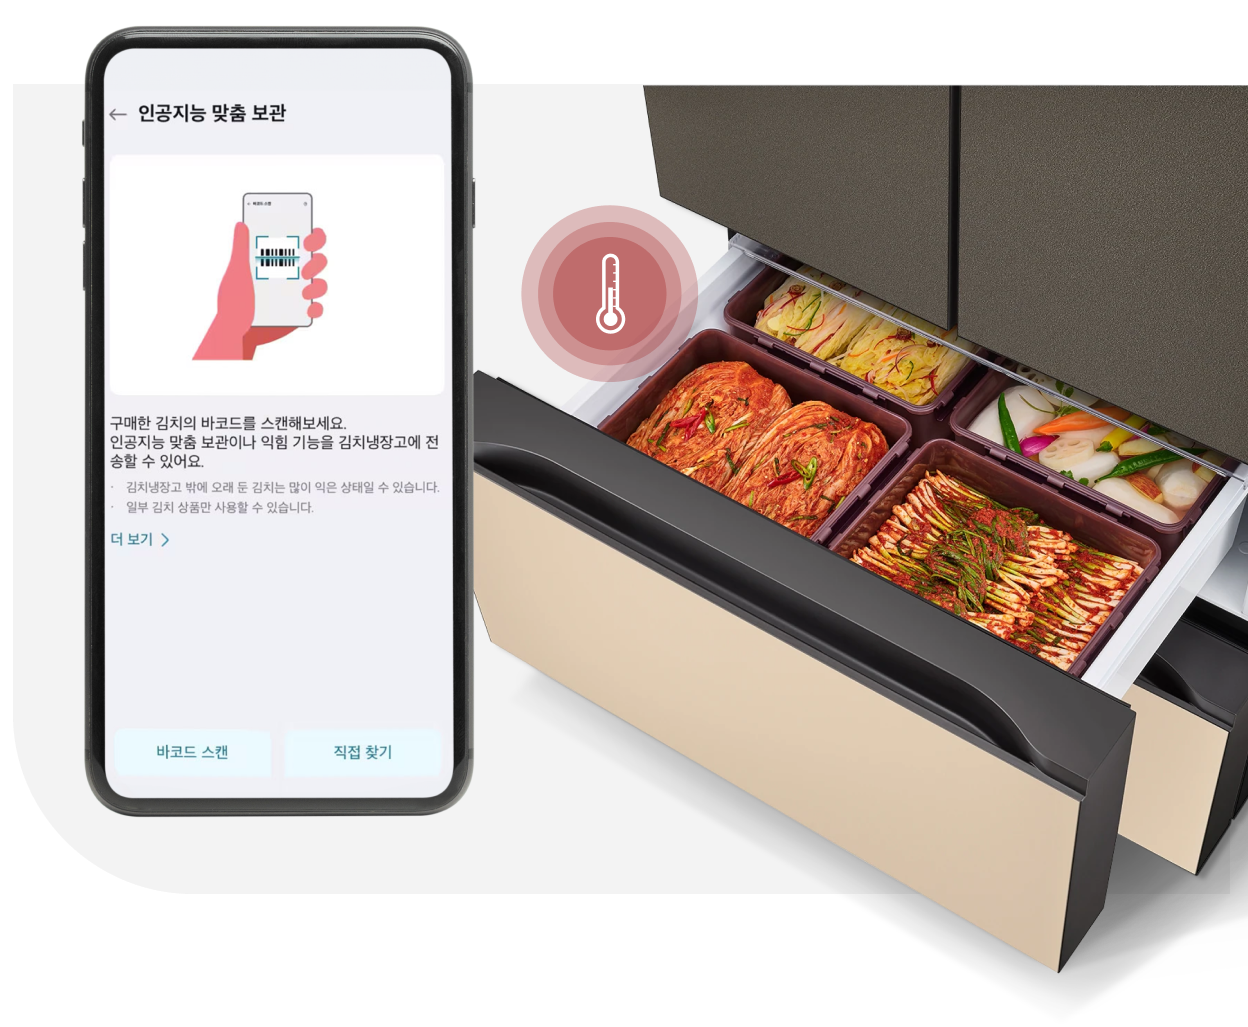 인공지능 맞춤 보관
바코드 스캔
구매한 김치의 바코드를 스캔해보세요.
인공지능 맞춤 보관이나 익힘 기능을 김치냉장고에 전
송할 수 있어요.
· 김치냉장고 밖에 오래 둔 김치는 많이 익은 상태일 수 있습니다.
· 일부 김치 상품만 사용할 수 있습니다.
더 보기
바코드 스캔
직접 찾기